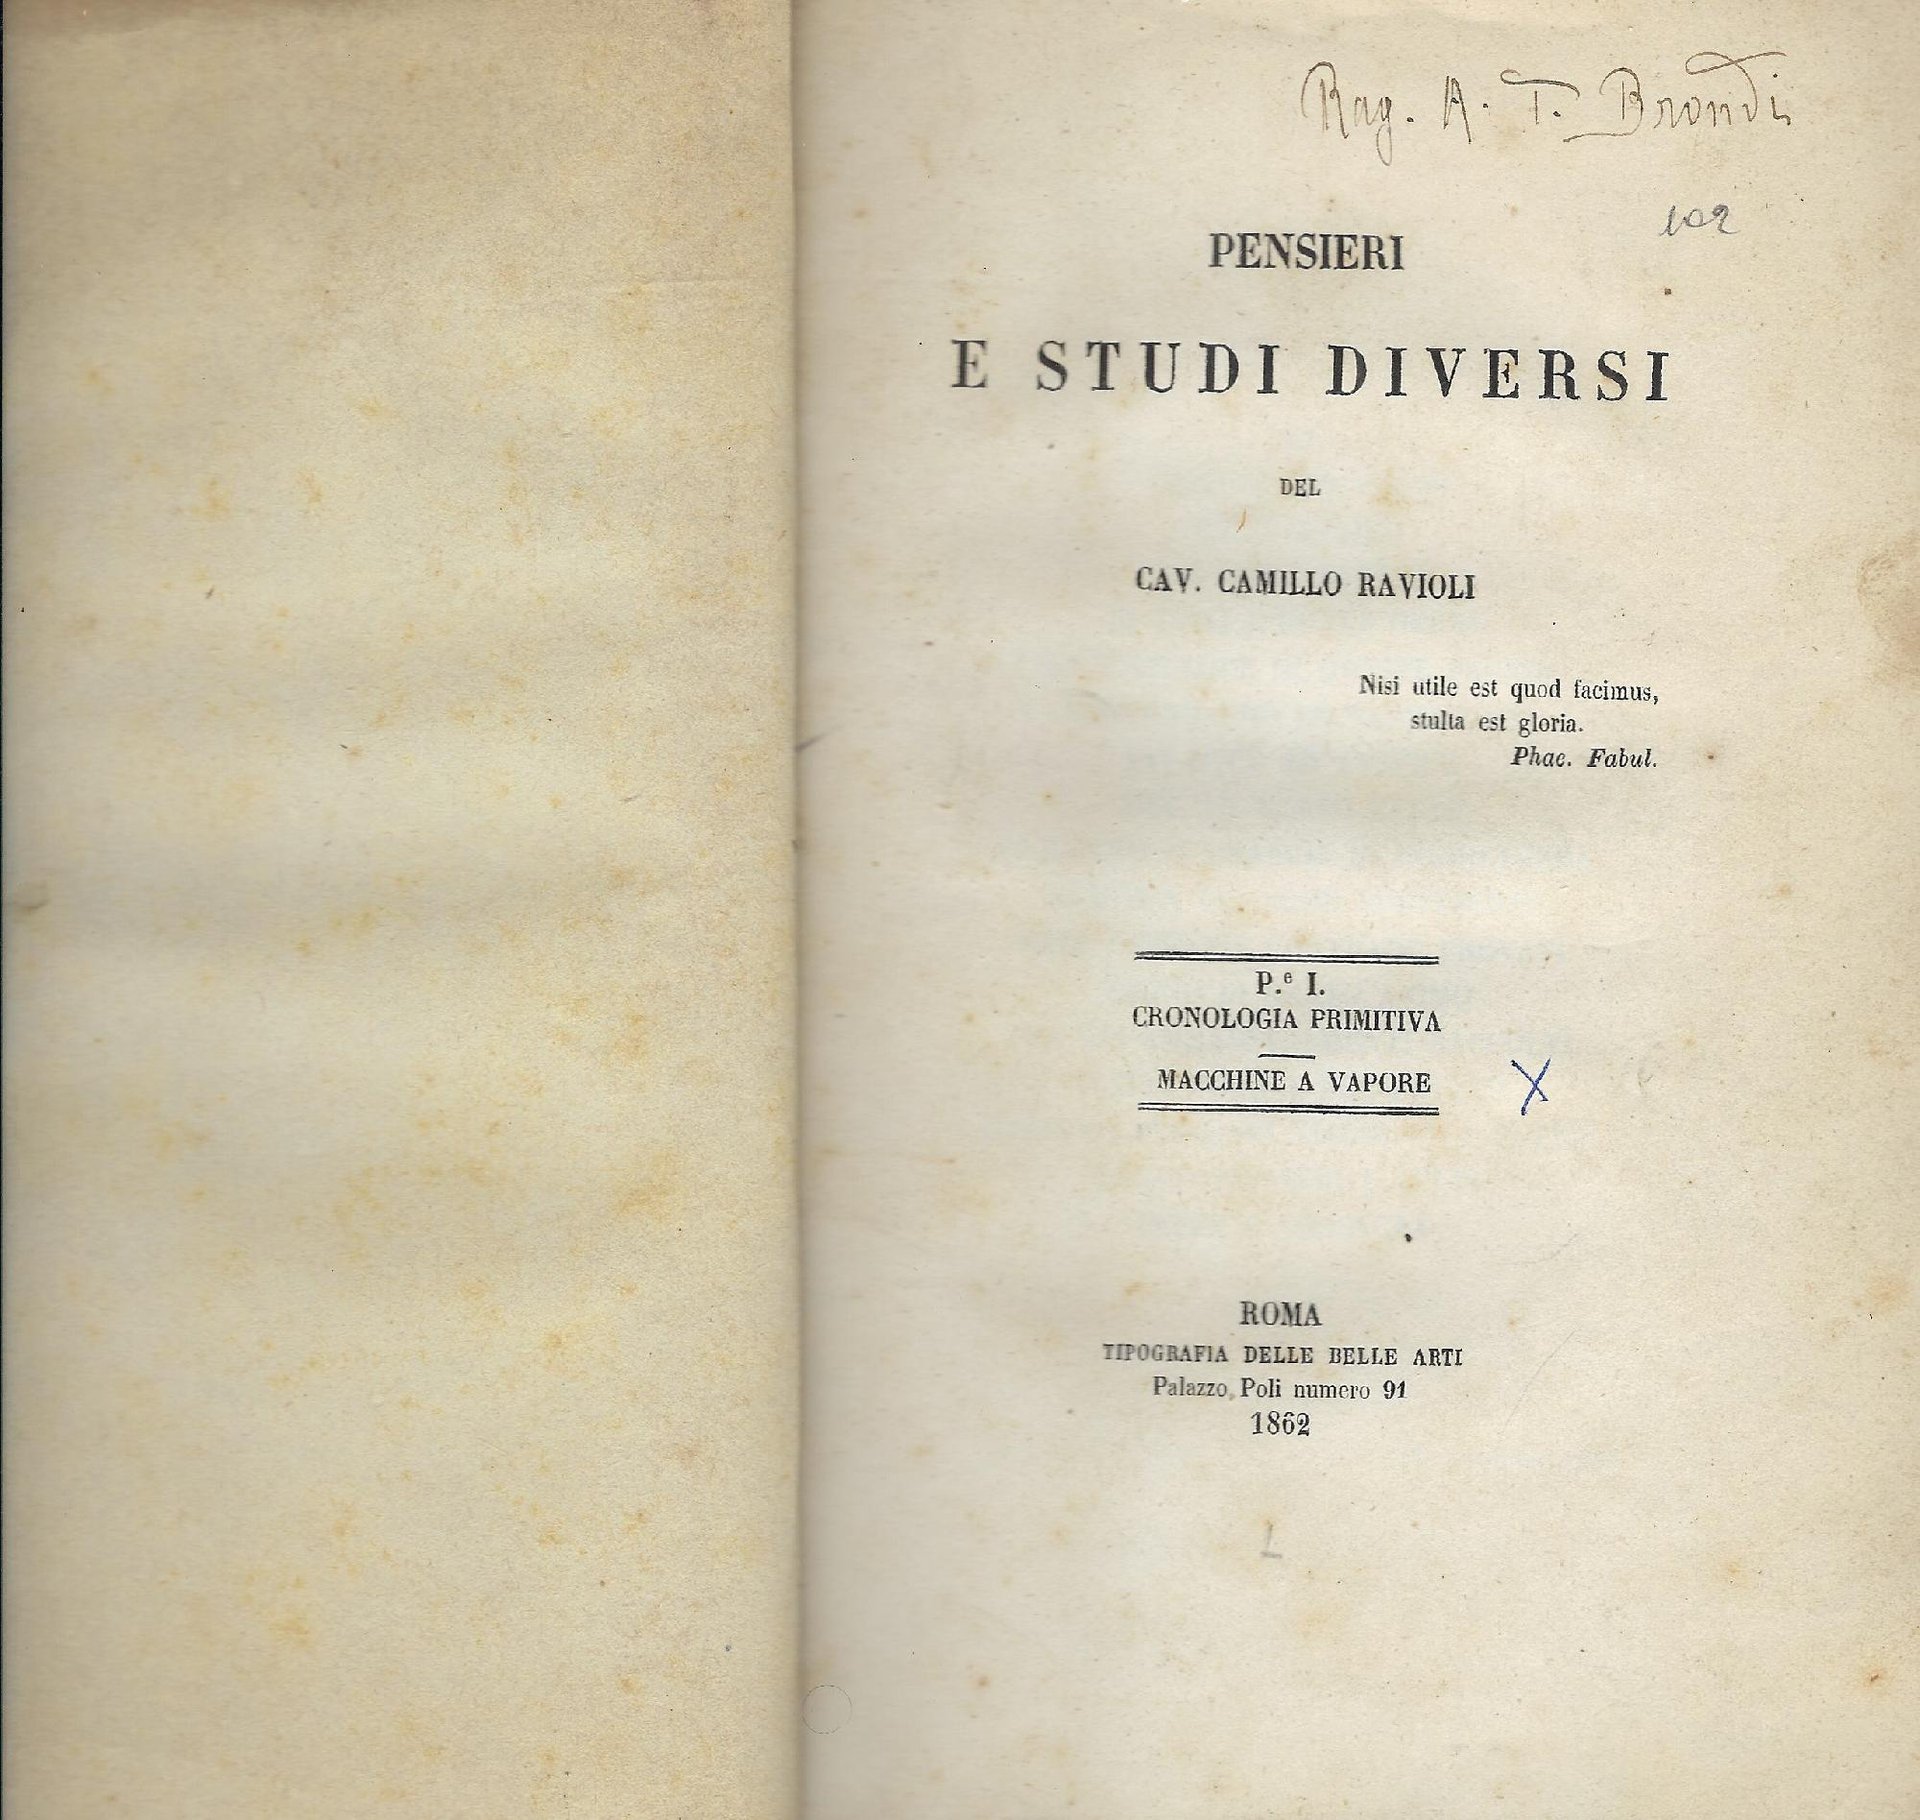 Rag. A. T. Brondi
102
PENSIERI
E STUDI DIVERSI
DEL
CAV. CAMILLO RAVIOLI
Nisi utile est quod facimus,
stulta est gloria.
Phae. Fabul.
P.e I.
CRONOLOGIA PRIMITIVA
MACCHINE A VAPORE X
ROMA
TIPOGRAFIA DELLE BELLE ARTI
Palazzo Poli numero 91
1862